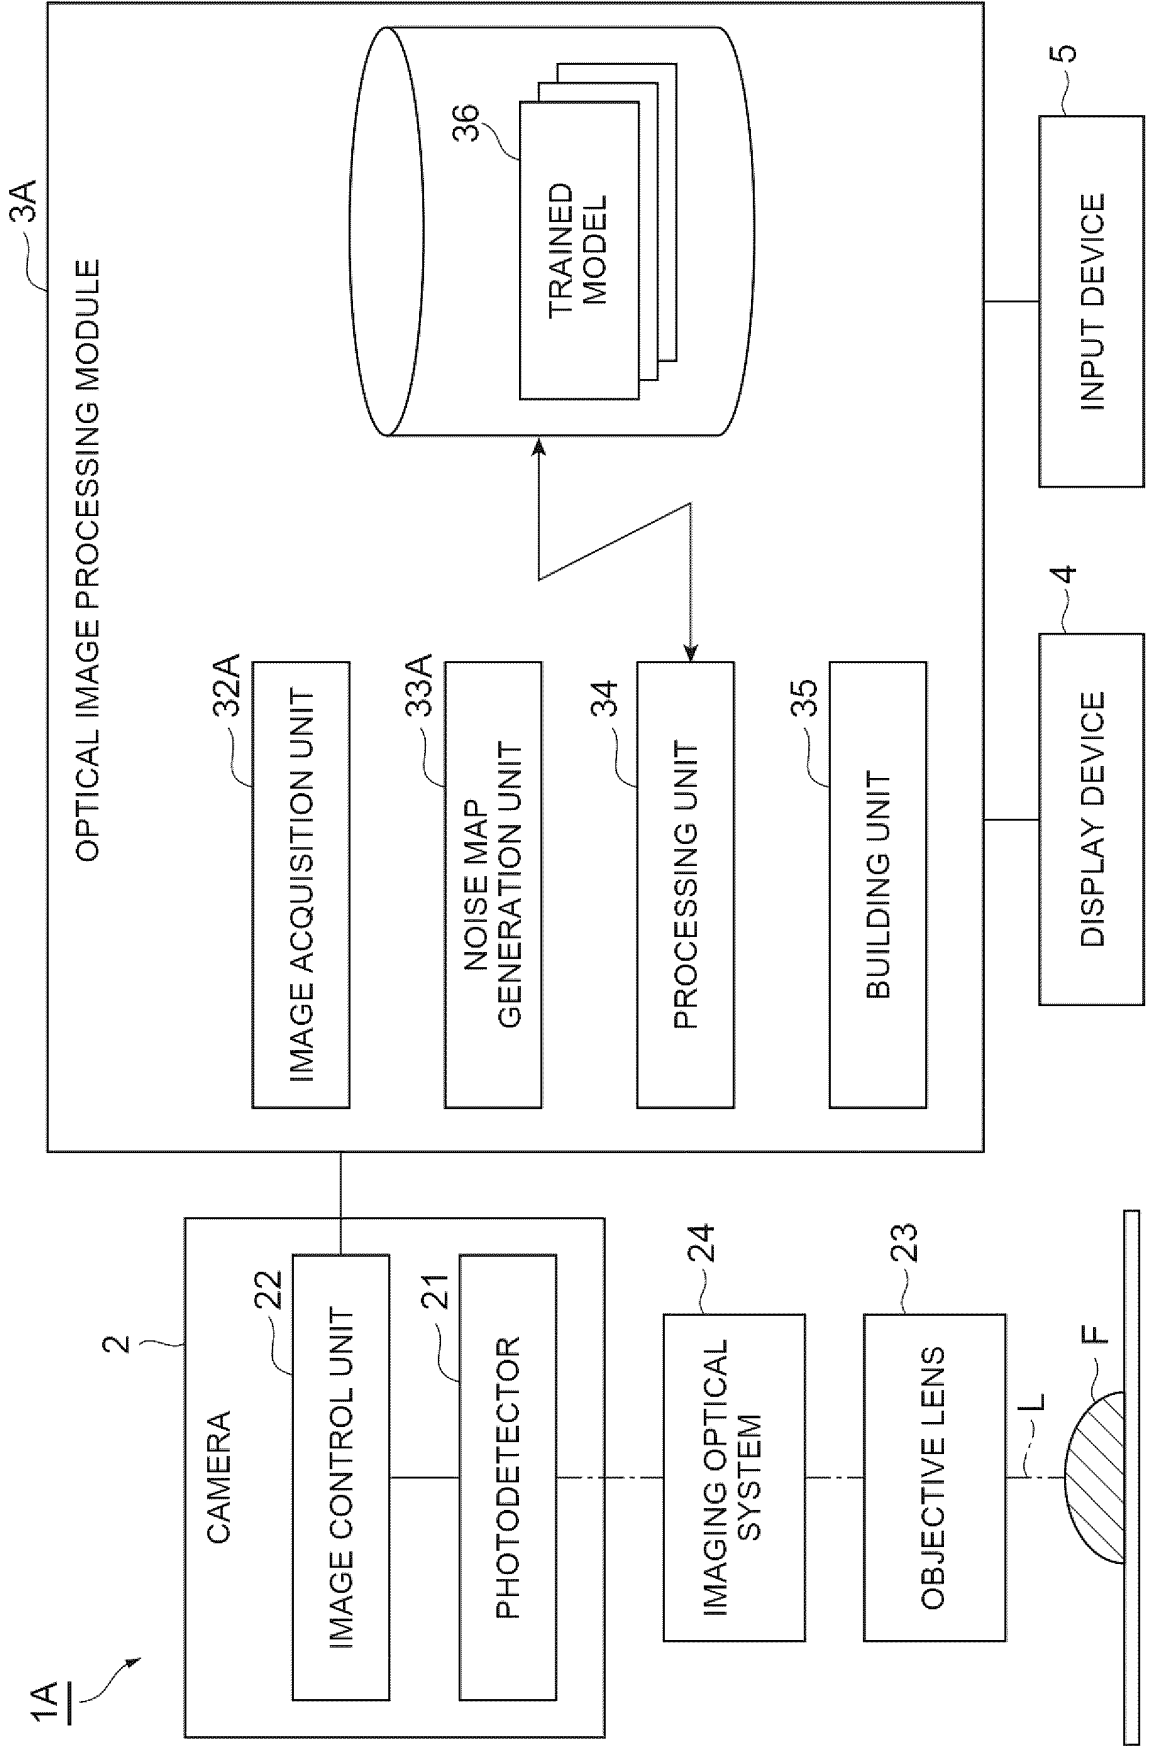 1A
2
CAMERA
22
IMAGE CONTROL UNIT
21
PHOTODETECTOR
24
IMAGING OPTICAL
SYSTEM
23
OBJECTIVE LENS
L
F
3A
OPTICAL IMAGE PROCESSING MODULE
32A
IMAGE ACQUISITION UNIT
33A
NOISE MAP
GENERATION UNIT
34
PROCESSING UNIT
35
BUILDING UNIT
36
TRAINED
MODEL
4
DISPLAY DEVICE
5
INPUT DEVICE